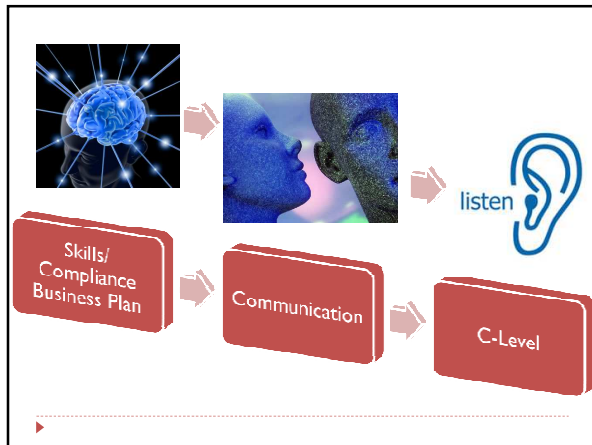 listen
Skills/
Compliance
Business Plan
Communication
C-Level